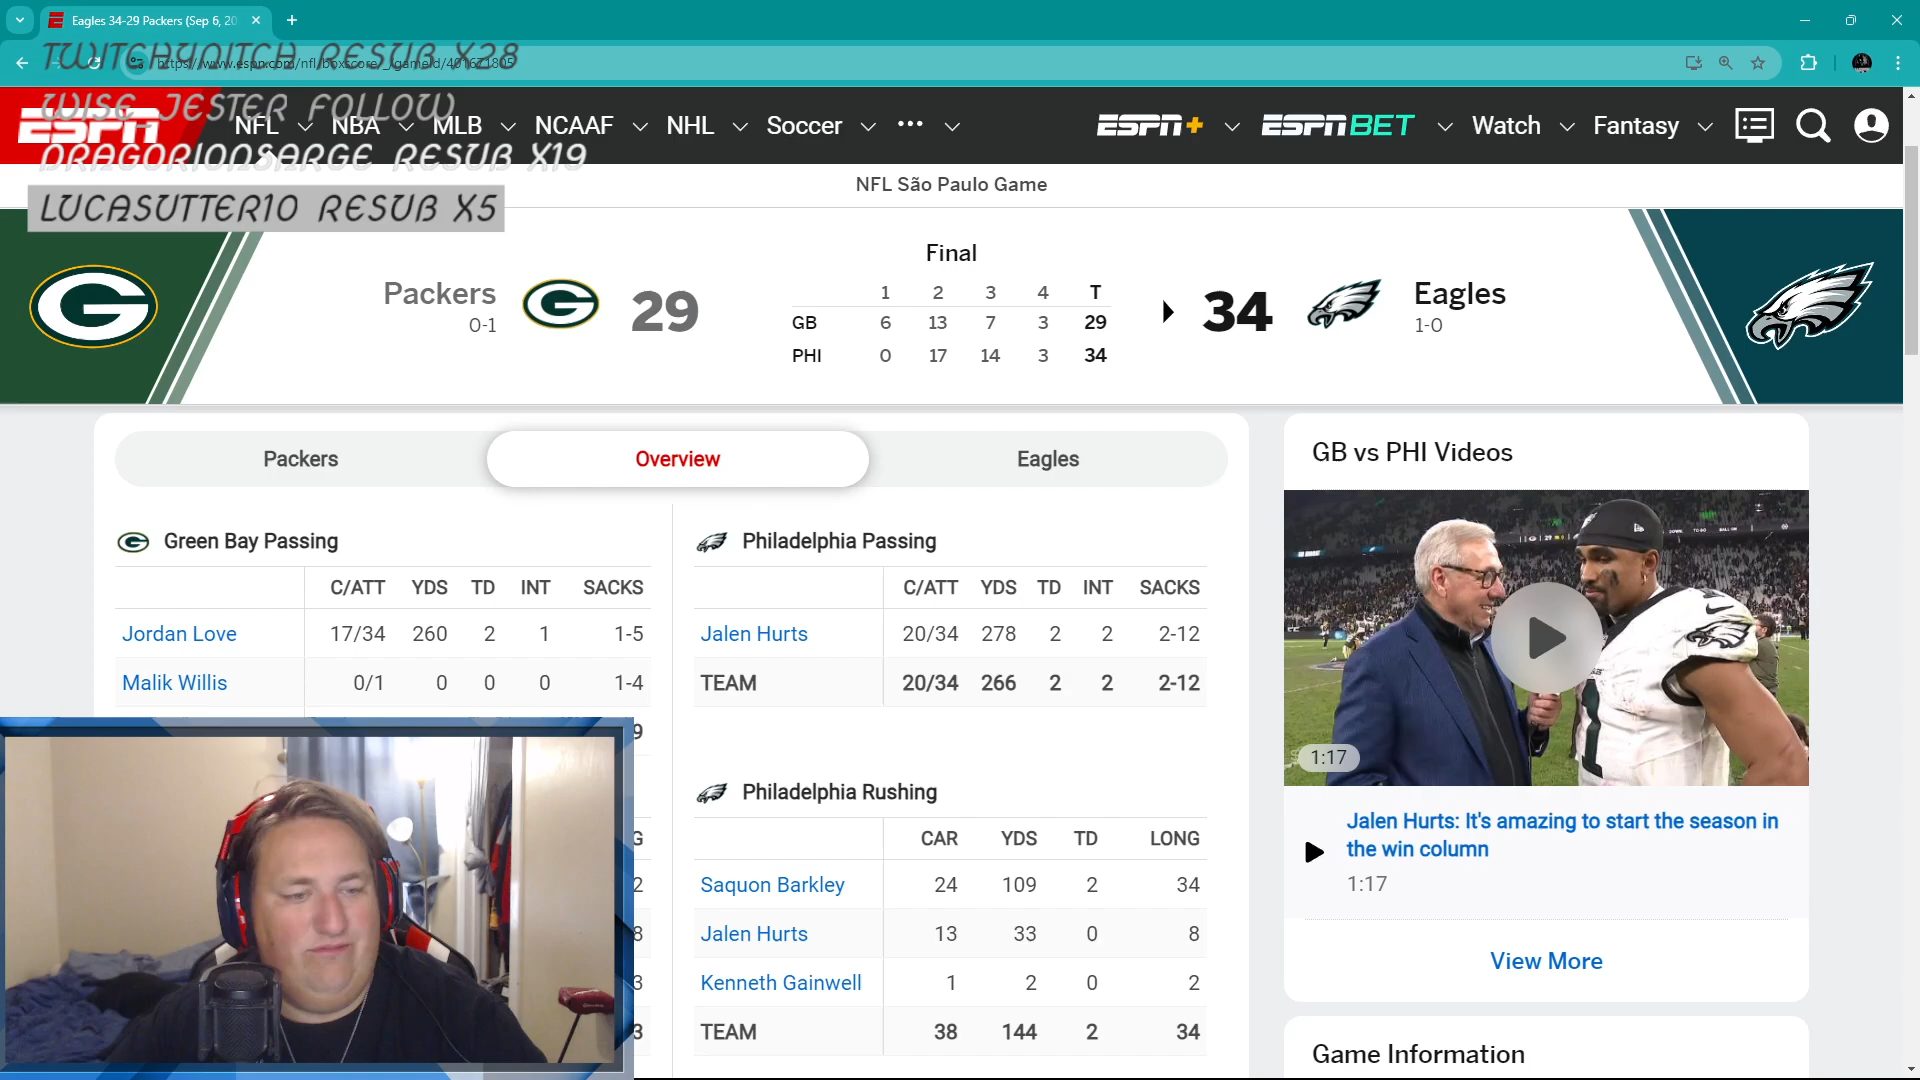 Eagles 34-29 Packers (Sep 6, 20
TWITCHYDITCH RESUB X28
https://www.espn.com/nfl/boxscore/_/gameId/401671805
WISE_JESTER FOLLOW
ESPN NFL NBA MLB NCAAF NHL Soccer ••• ESPN+ ESPN BET Watch Fantasy
DRAGORIONSARGE RESUB X19
NFL São Paulo Game
LUCASUTTER10 RESUB X5
Final
Packers 29
0-1
1 2 3 4 T
GB 6 13 7 3 29
PHI 0 17 14 3 34
34 Eagles
1-0
Packers Overview Eagles
Green Bay Passing
C/ATT YDS TD INT SACKS
Jordan Love 17/34 260 2 1 1-5
Malik Willis 0/1 0 0 0 1-4
9
G
2
8
3
3
Philadelphia Passing
C/ATT YDS TD INT SACKS
Jalen Hurts 20/34 278 2 2 2-12
TEAM 20/34 266 2 2 2-12
Philadelphia Rushing
CAR YDS TD LONG
Saquon Barkley 24 109 2 34
Jalen Hurts 13 33 0 8
Kenneth Gainwell 1 2 0 2
TEAM 38 144 2 34
GB vs PHI Videos
1:17
Jalen Hurts: It's amazing to start the season in
the win column
1:17
View More
Game Information